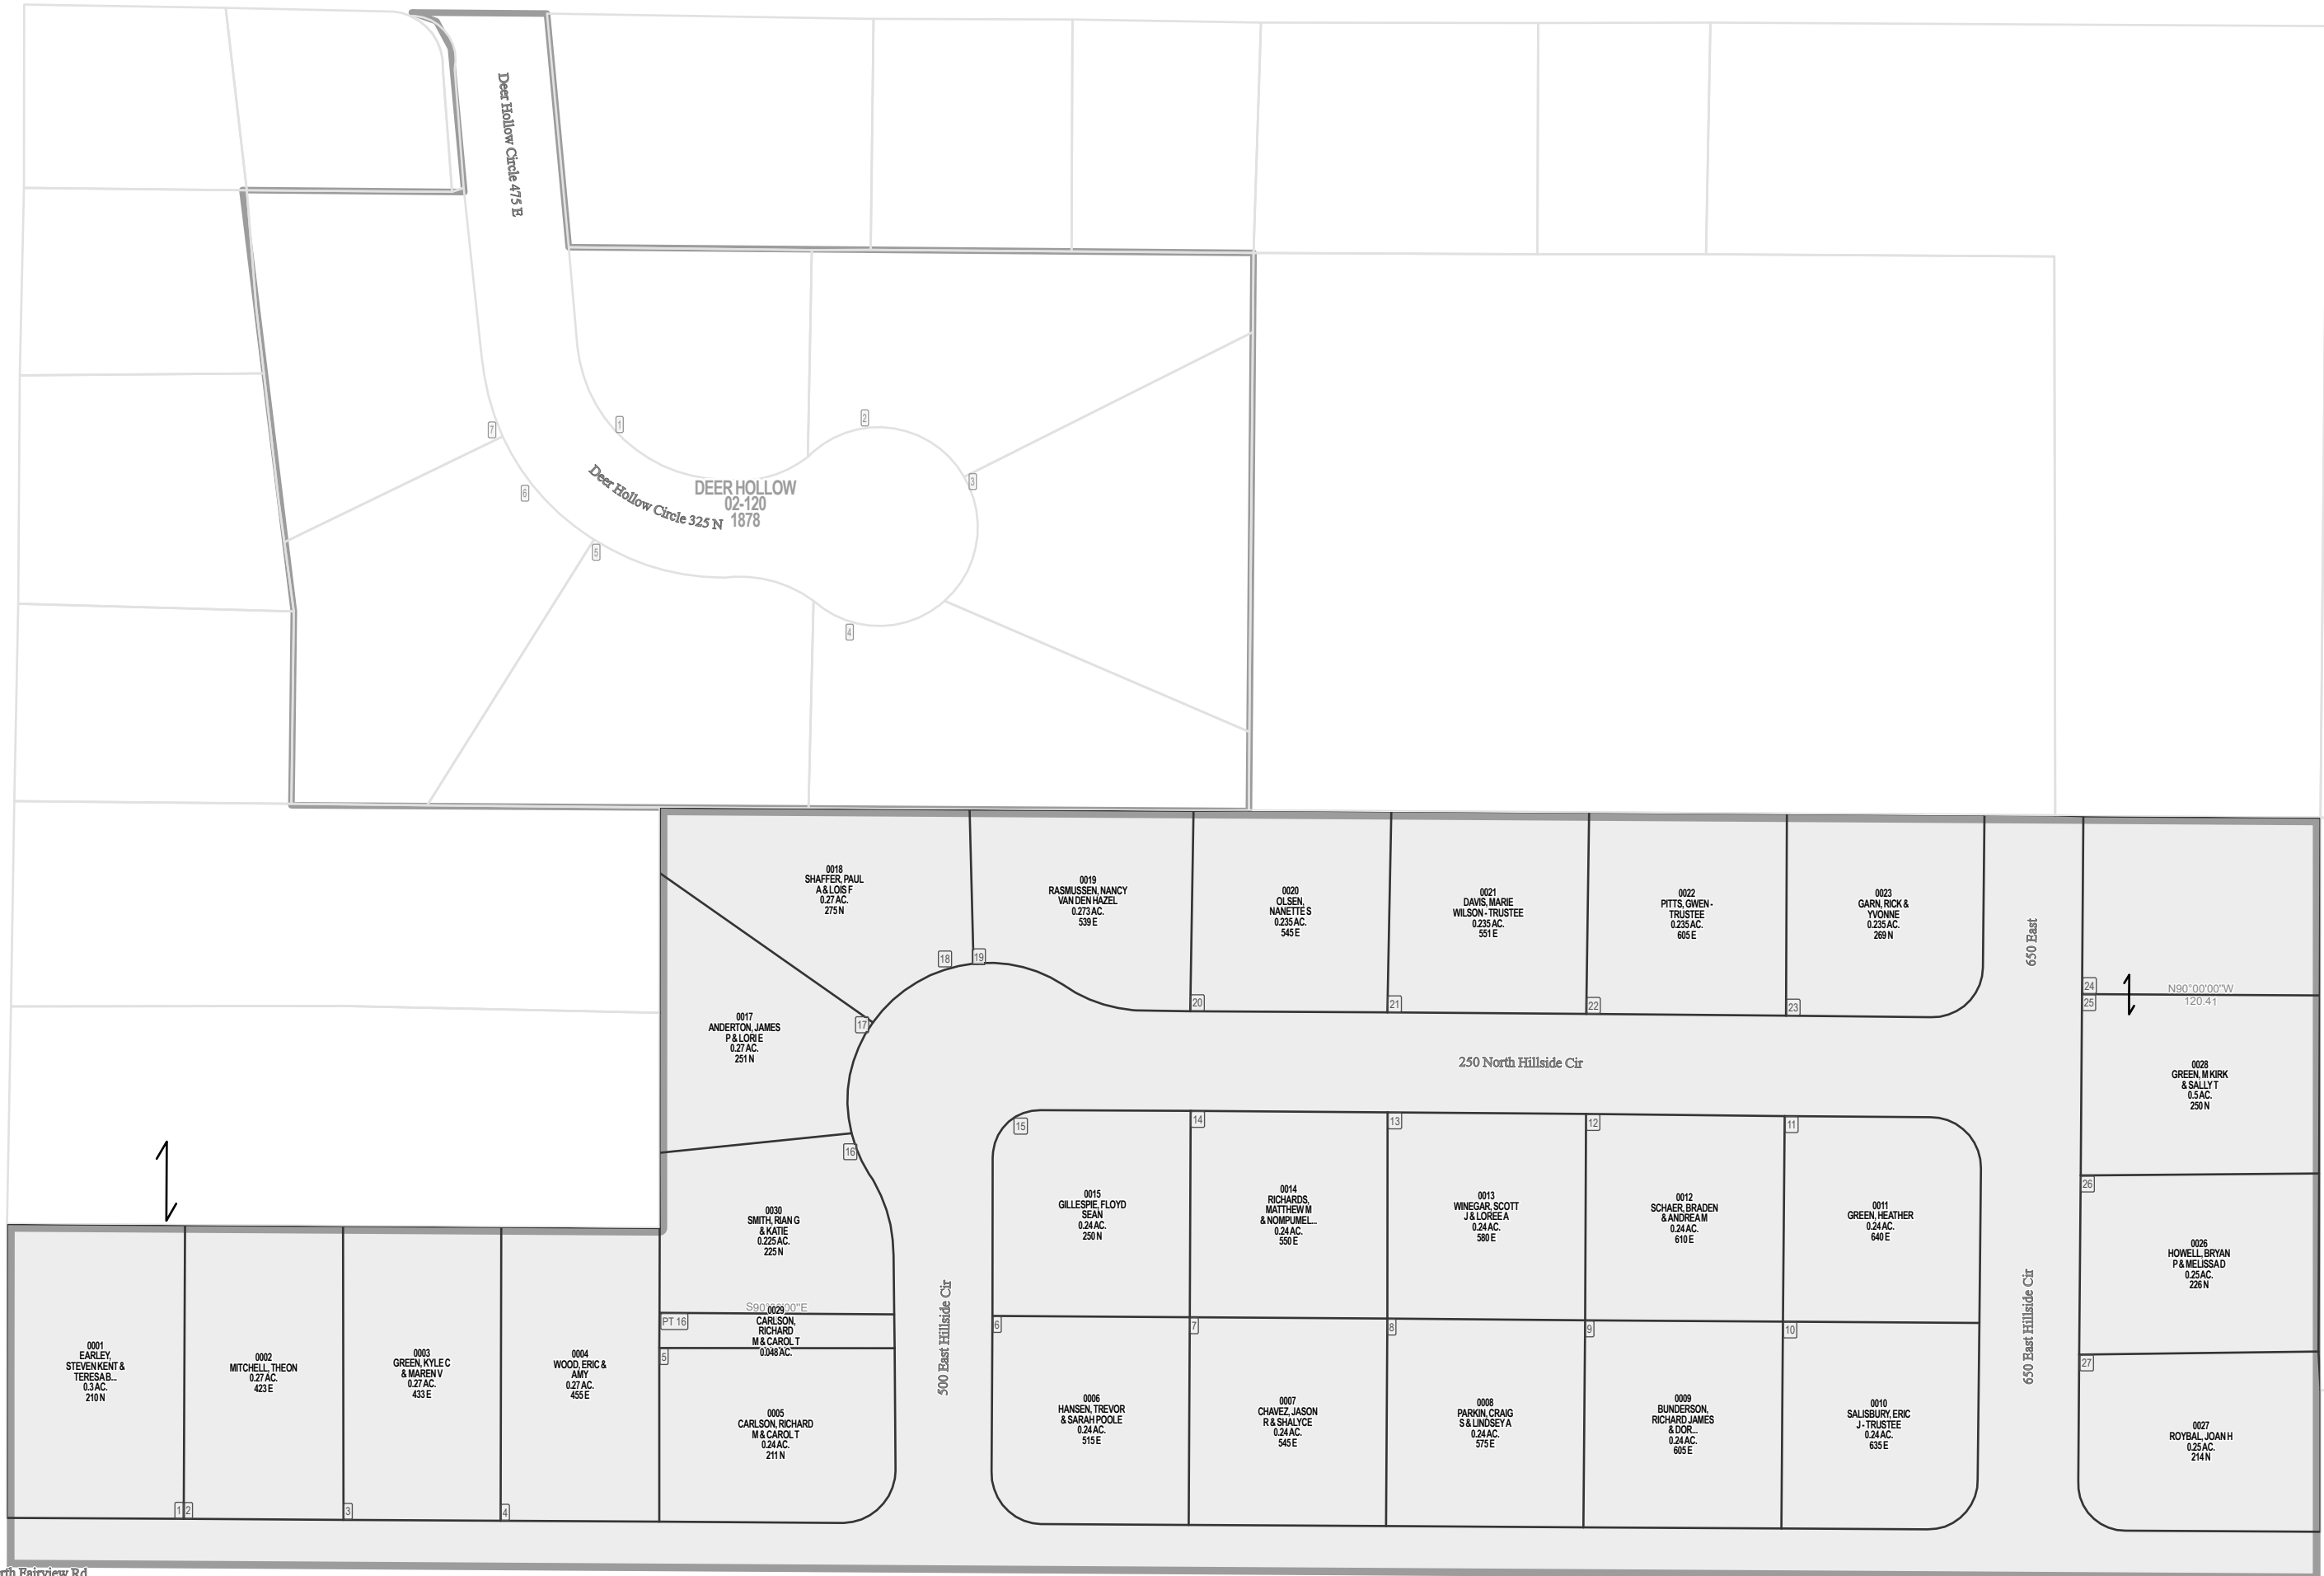 Deer Hollow Circle 475 E
2
1
7
3
6
Deer Hollow Circle 325 N
DEER HOLLOW
02-120
1878
5
4
0018
SHAFFER, PAUL
A & LOIS F
0.27 AC.
275 N
0019
RASMUSSEN, NANCY
VAN DEN HAZEL
0.273 AC.
539 E
0020
OLSEN,
NANETTE S
0.235 AC.
545 E
0021
DAVIS, MARIE
WILSON - TRUSTEE
0.235 AC.
551 E
0022
PITTS, GWEN -
TRUSTEE
0.235 AC.
605 E
0023
GARN, RICK &
YVONNE
0.235 AC.
269 N
650 East
18
19
20
21
22
23
24
25
N90°00'00"W
120.41
17
0017
ANDERTON, JAMES
P & LORI E
0.27 AC.
251 N
250 North Hillside Cir
0028
GREEN, M KIRK
& SALLY T
0.5 AC.
250 N
16
15
14
13
12
11
26
0030
SMITH, RIAN G
& KATIE
0.225 AC.
225 N
0015
GILLESPIE, FLOYD
SEAN
0.24 AC.
250 N
0014
RICHARDS,
MATTHEW M
& NOMPUMEL...
0.24 AC.
550 E
0013
WINEGAR, SCOTT
J & LOREE A
0.24 AC.
580 E
0012
SCHAER, BRADEN
& ANDREA M
0.24 AC.
610 E
0011
GREEN, HEATHER
0.24 AC.
640 E
0026
HOWELL, BRYAN
P & MELISSA D
0.25 AC.
226 N
PT 16
0029
CARLSON,
RICHARD
M & CAROL T
0.048 AC.
500 East Hillside Cir
650 East Hillside Cir
5
6
7
8
9
10
27
0001
EARLEY,
STEVEN KENT &
TERESA B...
0.3 AC.
210 N
0002
MITCHELL, THEON
0.27 AC.
423 E
0003
GREEN, KYLE C
& MAREN V
0.27 AC.
433 E
0004
WOOD, ERIC &
AMY
0.27 AC.
455 E
0005
CARLSON, RICHARD
M & CAROL T
0.24 AC.
211 N
0006
HANSEN, TREVOR
& SARAH POOLE
0.24 AC.
515 E
0007
CHAVEZ, JASON
R & SHALYCE
0.24 AC.
545 E
0008
PARKIN, CRAIG
S & LINDSEY A
0.24 AC.
575 E
0009
BUNDERSON,
RICHARD JAMES
& DOR...
0.24 AC.
605 E
0010
SALISBURY, ERIC
J - TRUSTEE
0.24 AC.
635 E
0027
ROYBAL, JOAN H
0.25 AC.
214 N
1
2
3
4
Fairview Rd